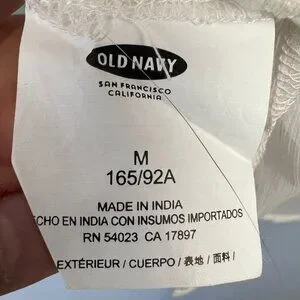 OLD NAVY
SAN FRANCISCO
CALIFORNIA
M
165/92A
MADE IN INDIA
ECHO EN INDIA CON INSUMOS IMPORTADOS
RN 54023 CA 17897
EXTÉRIEUR / CUERPO / 表地 / 面料 /